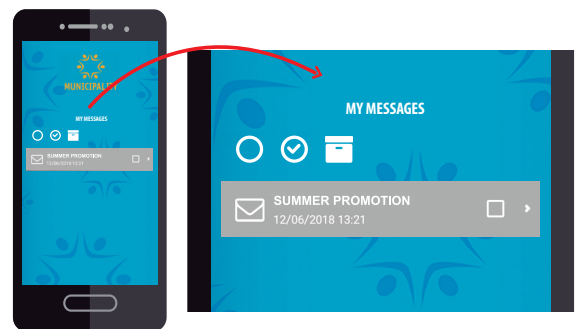 MUNICIPALITY
MY MESSAGES
SUMMER PROMOTION
12/06/2018 13:21
MY MESSAGES
SUMMER PROMOTION
12/06/2018 13:21